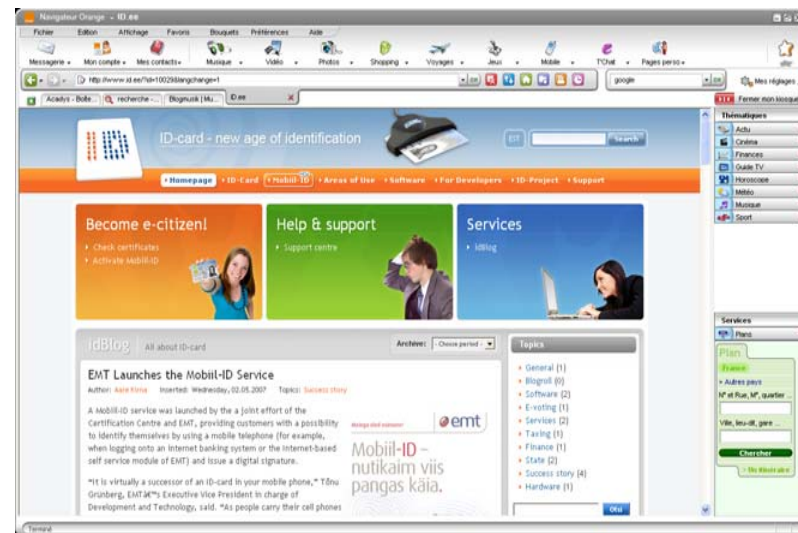 Navigateur Orange - ID.ee
Fichier Edition Affichage Favoris Bouquets Préférences Aide
Messagerie Mon compte Mes contacts Musique Vidéo Photos Shopping Voyages Jeux Mobile T'Chat Pages perso
http://www.id.ee/?id=10029&langchange=1
OK
google
OK
Mes réglages
Acadys - Boîte...
recherche -...
Blogmusik | Mu...
ID.ee
Fermer mon kiosque
ID-card - new age of identification
EST
Search
Homepage ID-Card Mobiil-ID Areas of Use Software For Developers ID-Project Support
Become e-citizen!
Check certificates
Activate Mobiil-ID
Help & support
Support centre
Services
idBlog
idBlog All about ID-card
Archive: - Choose period -
EMT Launches the Mobiil-ID Service
Author: Aare Kirna Inserted: Wednesday, 02.05.2007 Topics: Success story
A Mobiil-ID service was launched by the a joint effort of the
Certification Centre and EMT, providing customers with a possibility
to identify themselves by using a mobile telephone (for example,
when logging onto an internet banking system or the Internet-based
self service module of EMT) and issue a digital signature.
"It is virtually a successor of an ID-card in your mobile phone," Tõnu
Grünberg, EMTâ€™s Executive Vice President in charge of
Development and Technology, said. "As people carry their cell phones
emt
Mobiil-ID –
nutikaim viis
pangas käia.
Topics
General (1)
Blogroll (0)
Software (2)
E-voting (1)
Services (2)
Taxing (1)
Finance (1)
State (2)
Success story (4)
Hardware (1)
Otsi
Thématiques
Actu
Cinéma
Finances
Guide TV
Horoscope
Météo
Musique
Sport
Services
Plans
Plan
France
Autres pays
N° et Rue, M°, quartier ...
Ville, lieu-dit, gare ...
Chercher
Un itinéraire
Terminé